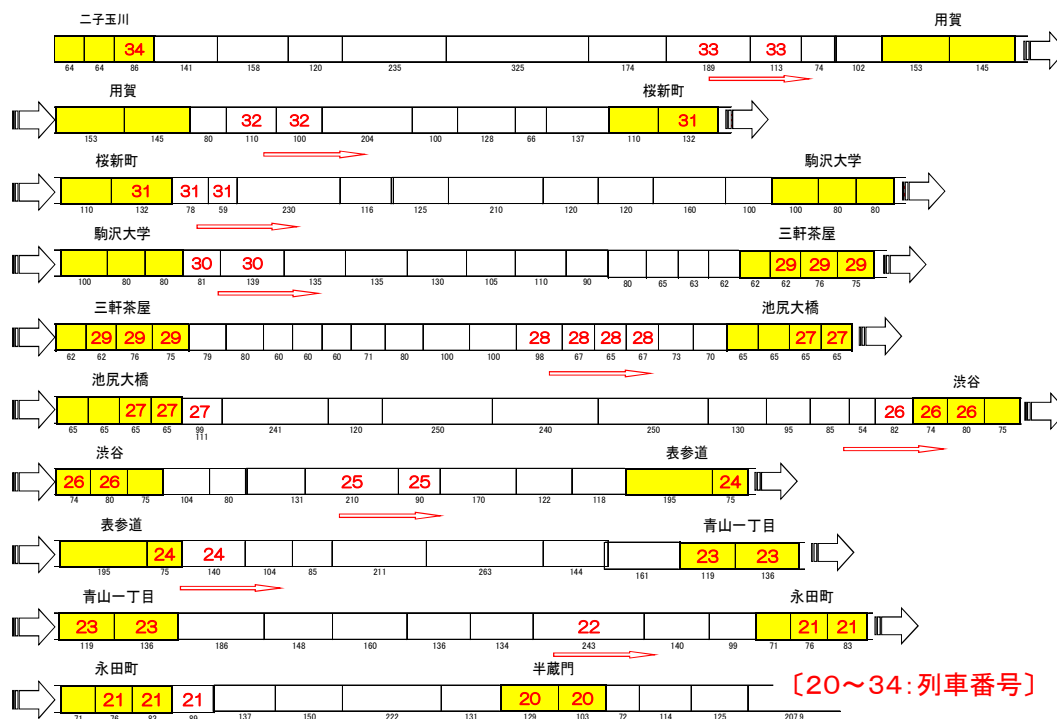 二子玉川 用賀
34 33 33
64 64 86 141 158 120 235 325 174 189 113 74 102 153 145
用賀 桜新町
32 32 31
153 145 80 110 100 204 100 128 66 137 110 132
桜新町 駒沢大学
31 31 31
110 132 78 59 230 116 125 210 120 120 160 100 100 80 80
駒沢大学 三軒茶屋
30 30 29 29 29
100 80 80 81 139 135 135 130 105 110 90 80 65 63 62 62 62 76 75
三軒茶屋 池尻大橋
29 29 29 28 28 28 28 27 27
62 62 76 75 79 80 60 60 60 71 80 100 100 98 67 65 67 73 70 65 65 65 65
池尻大橋 渋谷
27 27 27 26 26 26
65 65 65 65 99 241 120 250 240 250 130 95 85 54 82 74 80 75
111
渋谷 表参道
26 26 25 25 24
74 80 75 104 80 131 210 90 170 122 118 195 75
表参道 青山一丁目
24 24 23 23
195 75 140 104 85 211 263 144 161 119 136
青山一丁目 永田町
23 23 22 21 21
119 136 186 148 160 136 134 243 140 99 71 76 83
永田町 半蔵門
21 21 21 20 20
71 76 83 89 137 150 222 131 129 103 72 114 125 207.9
〔20～34:列車番号〕